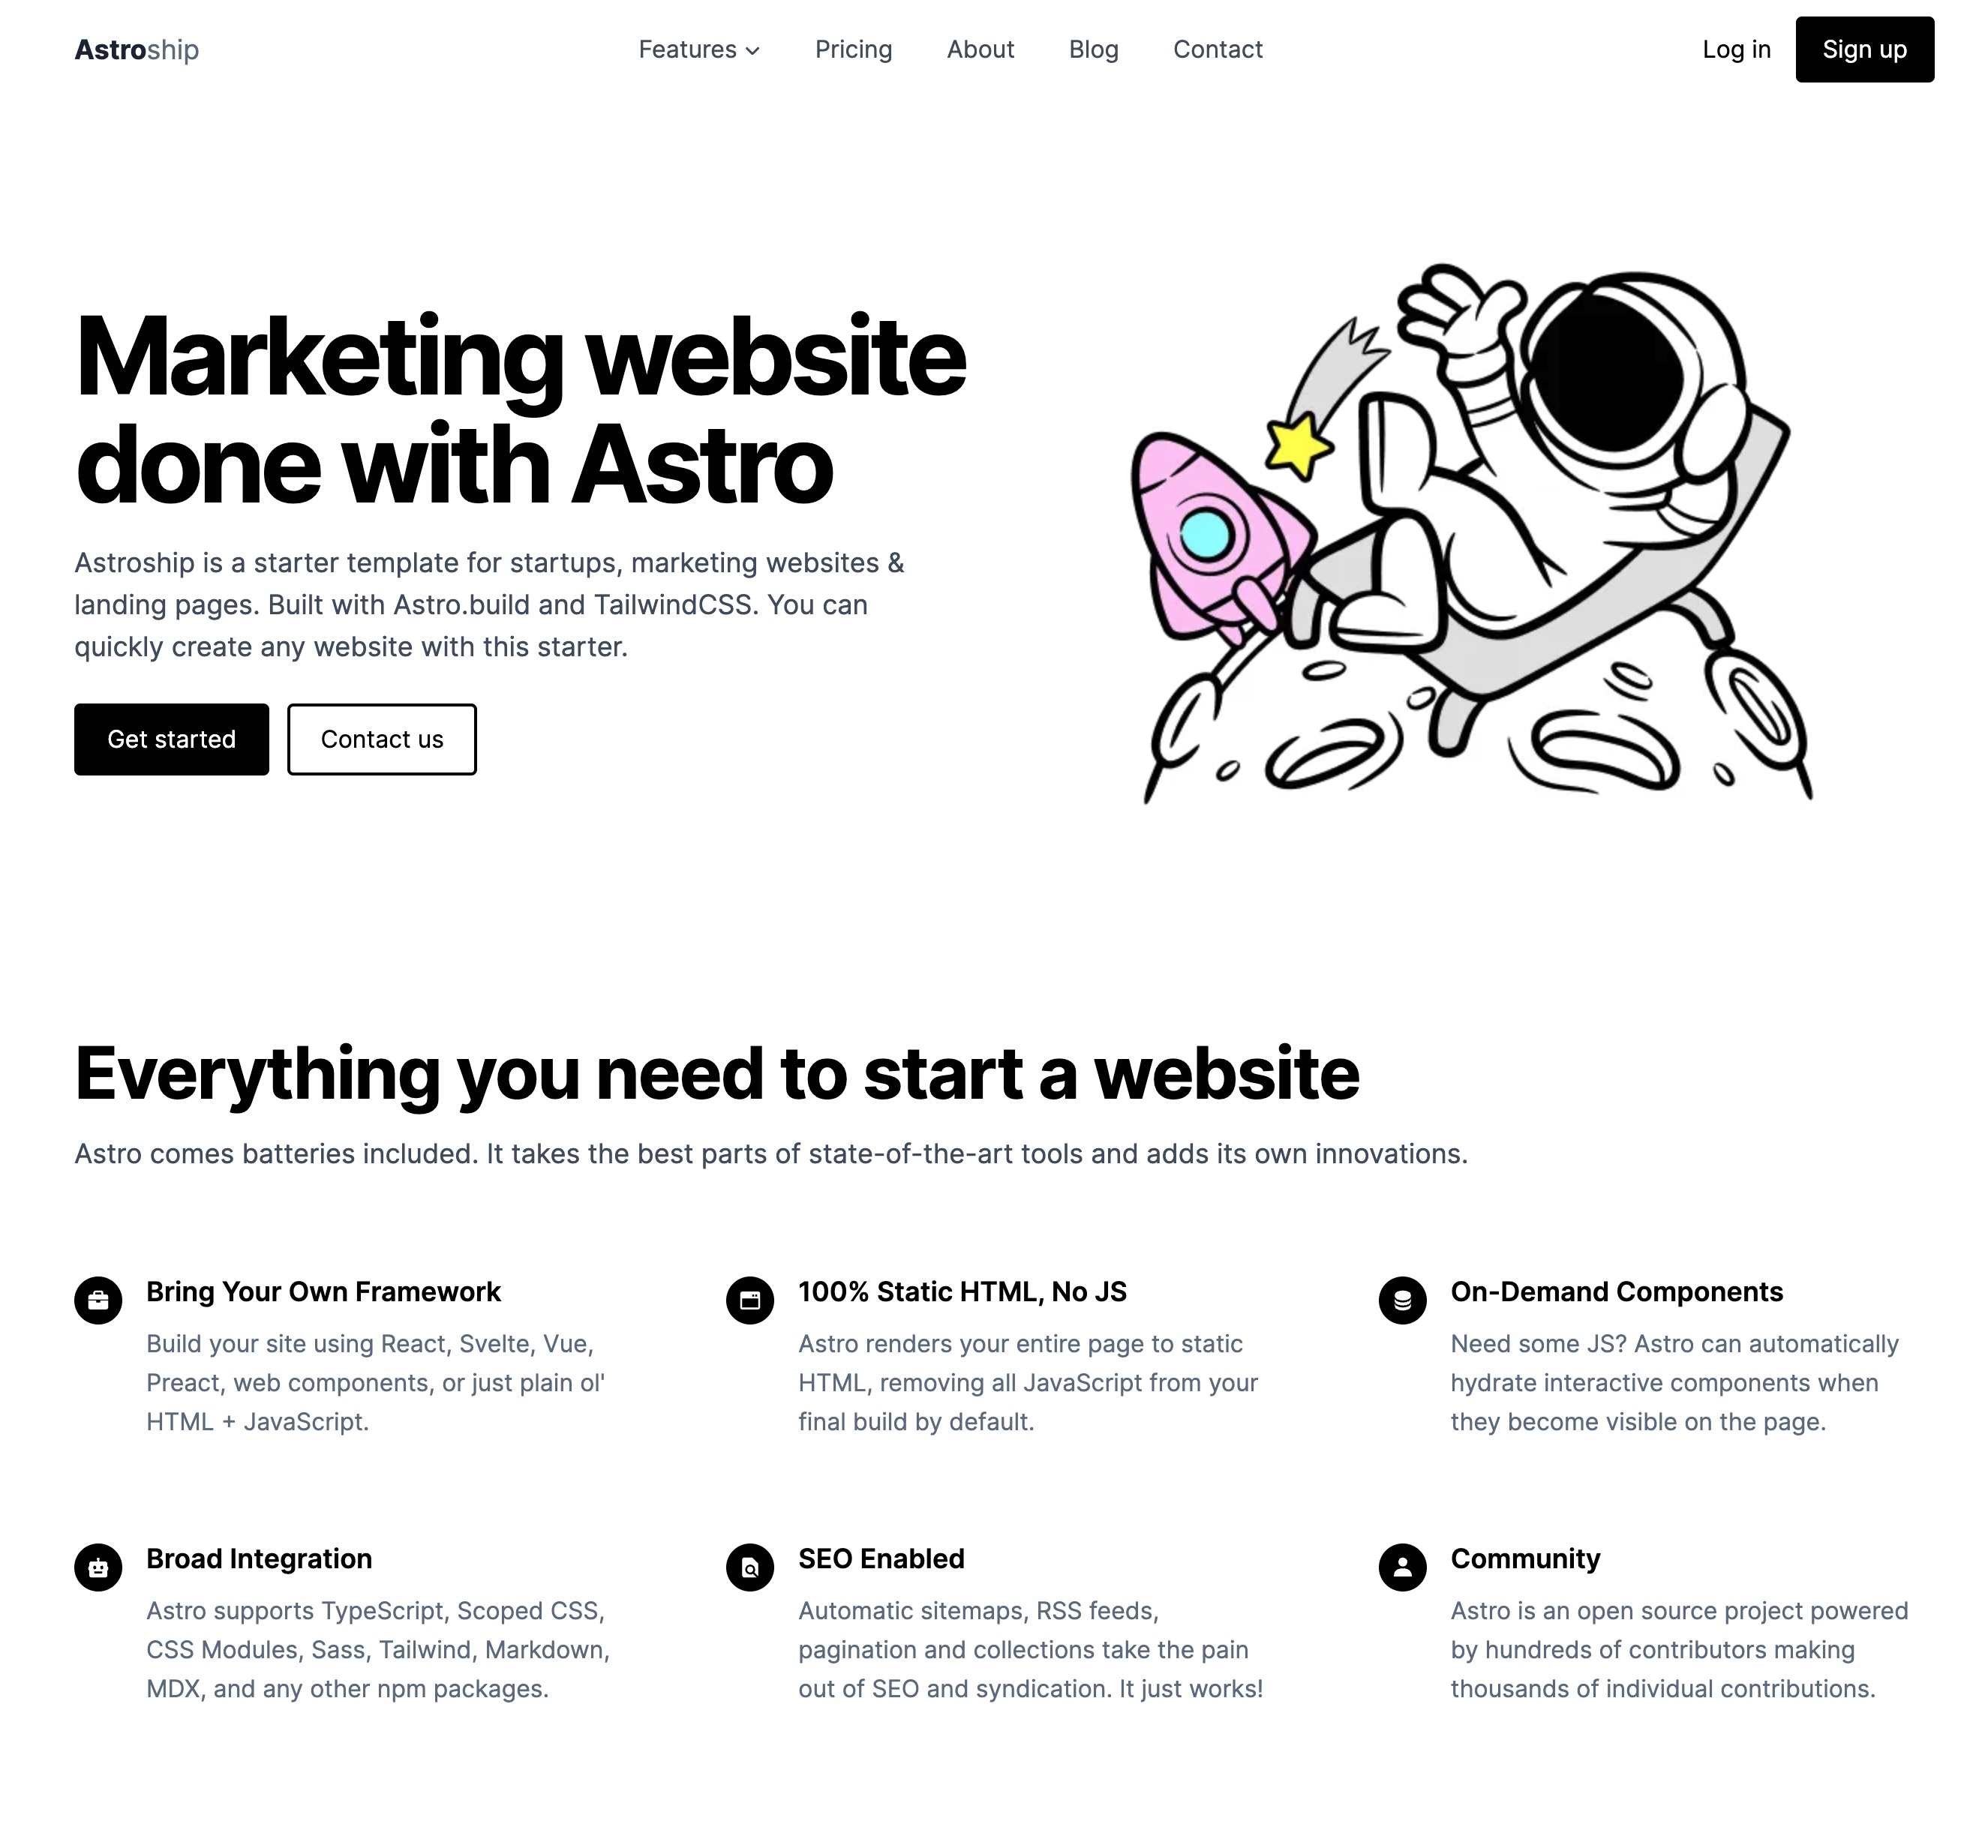 Astroship
Features
Pricing
About
Blog
Contact
Log in
Sign up
Marketing website
done with Astro
Astroship is a starter template for startups, marketing websites &
landing pages. Built with Astro.build and TailwindCSS. You can
quickly create any website with this starter.
Get started
Contact us
Everything you need to start a website
Astro comes batteries included. It takes the best parts of state-of-the-art tools and adds its own innovations.
Bring Your Own Framework
Build your site using React, Svelte, Vue,
Preact, web components, or just plain ol'
HTML + JavaScript.
100% Static HTML, No JS
Astro renders your entire page to static
HTML, removing all JavaScript from your
final build by default.
On-Demand Components
Need some JS? Astro can automatically
hydrate interactive components when
they become visible on the page.
Broad Integration
Astro supports TypeScript, Scoped CSS,
CSS Modules, Sass, Tailwind, Markdown,
MDX, and any other npm packages.
SEO Enabled
Automatic sitemaps, RSS feeds,
pagination and collections take the pain
out of SEO and syndication. It just works!
Community
Astro is an open source project powered
by hundreds of contributors making
thousands of individual contributions.